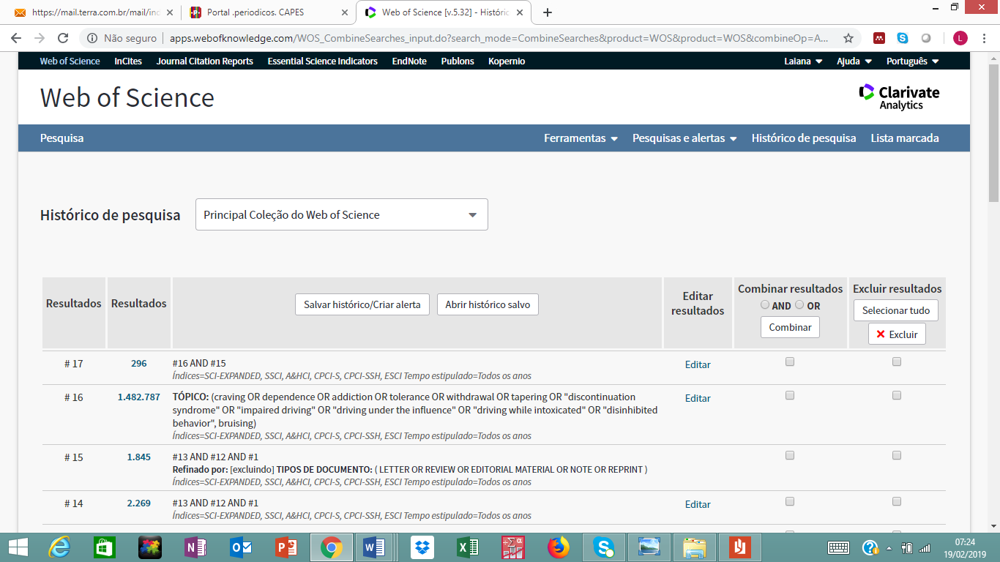 https://mail.terra.com.br/mail/ind
Portal .periodicos. CAPES
Web of Science [v.5.32] - Históric
Não seguro | apps.webofknowledge.com/WOS_CombineSearches_input.do?search_mode=CombineSearches&product=WOS&product=WOS&combineOp=A...
L
Web of Science InCites Journal Citation Reports Essential Science Indicators EndNote Publons Kopernio Laiana Ajuda Português
Web of Science
Clarivate
Analytics
Pesquisa Ferramentas Pesquisas e alertas Histórico de pesquisa Lista marcada
Histórico de pesquisa Principal Coleção do Web of Science
Resultados Resultados Salvar histórico/Criar alerta Abrir histórico salvo
Editar
resultados
Combinar resultados
AND OR
Combinar
Excluir resultados
Selecionar tudo
Excluir
# 17 296 #16 AND #15 Editar
Índices=SCI-EXPANDED, SSCI, A&HCI, CPCI-S, CPCI-SSH, ESCI Tempo estipulado=Todos os anos
# 16 1.482.787 TÓPICO: (craving OR dependence OR addiction OR tolerance OR withdrawal OR tapering OR "discontinuation Editar
syndrome" OR "impaired driving" OR "driving under the influence" OR "driving while intoxicated" OR "disinhibited
behavior", bruising)
Índices=SCI-EXPANDED, SSCI, A&HCI, CPCI-S, CPCI-SSH, ESCI Tempo estipulado=Todos os anos
# 15 1.845 #13 AND #12 AND #1
Refinado por: [excluindo] TIPOS DE DOCUMENTO: ( LETTER OR REVIEW OR EDITORIAL MATERIAL OR NOTE OR REPRINT )
Índices=SCI-EXPANDED, SSCI, A&HCI, CPCI-S, CPCI-SSH, ESCI Tempo estipulado=Todos os anos
# 14 2.269 #13 AND #12 AND #1 Editar
Índices=SCI-EXPANDED, SSCI, A&HCI, CPCI-S, CPCI-SSH, ESCI Tempo estipulado=Todos os anos
07:24
19/02/2019